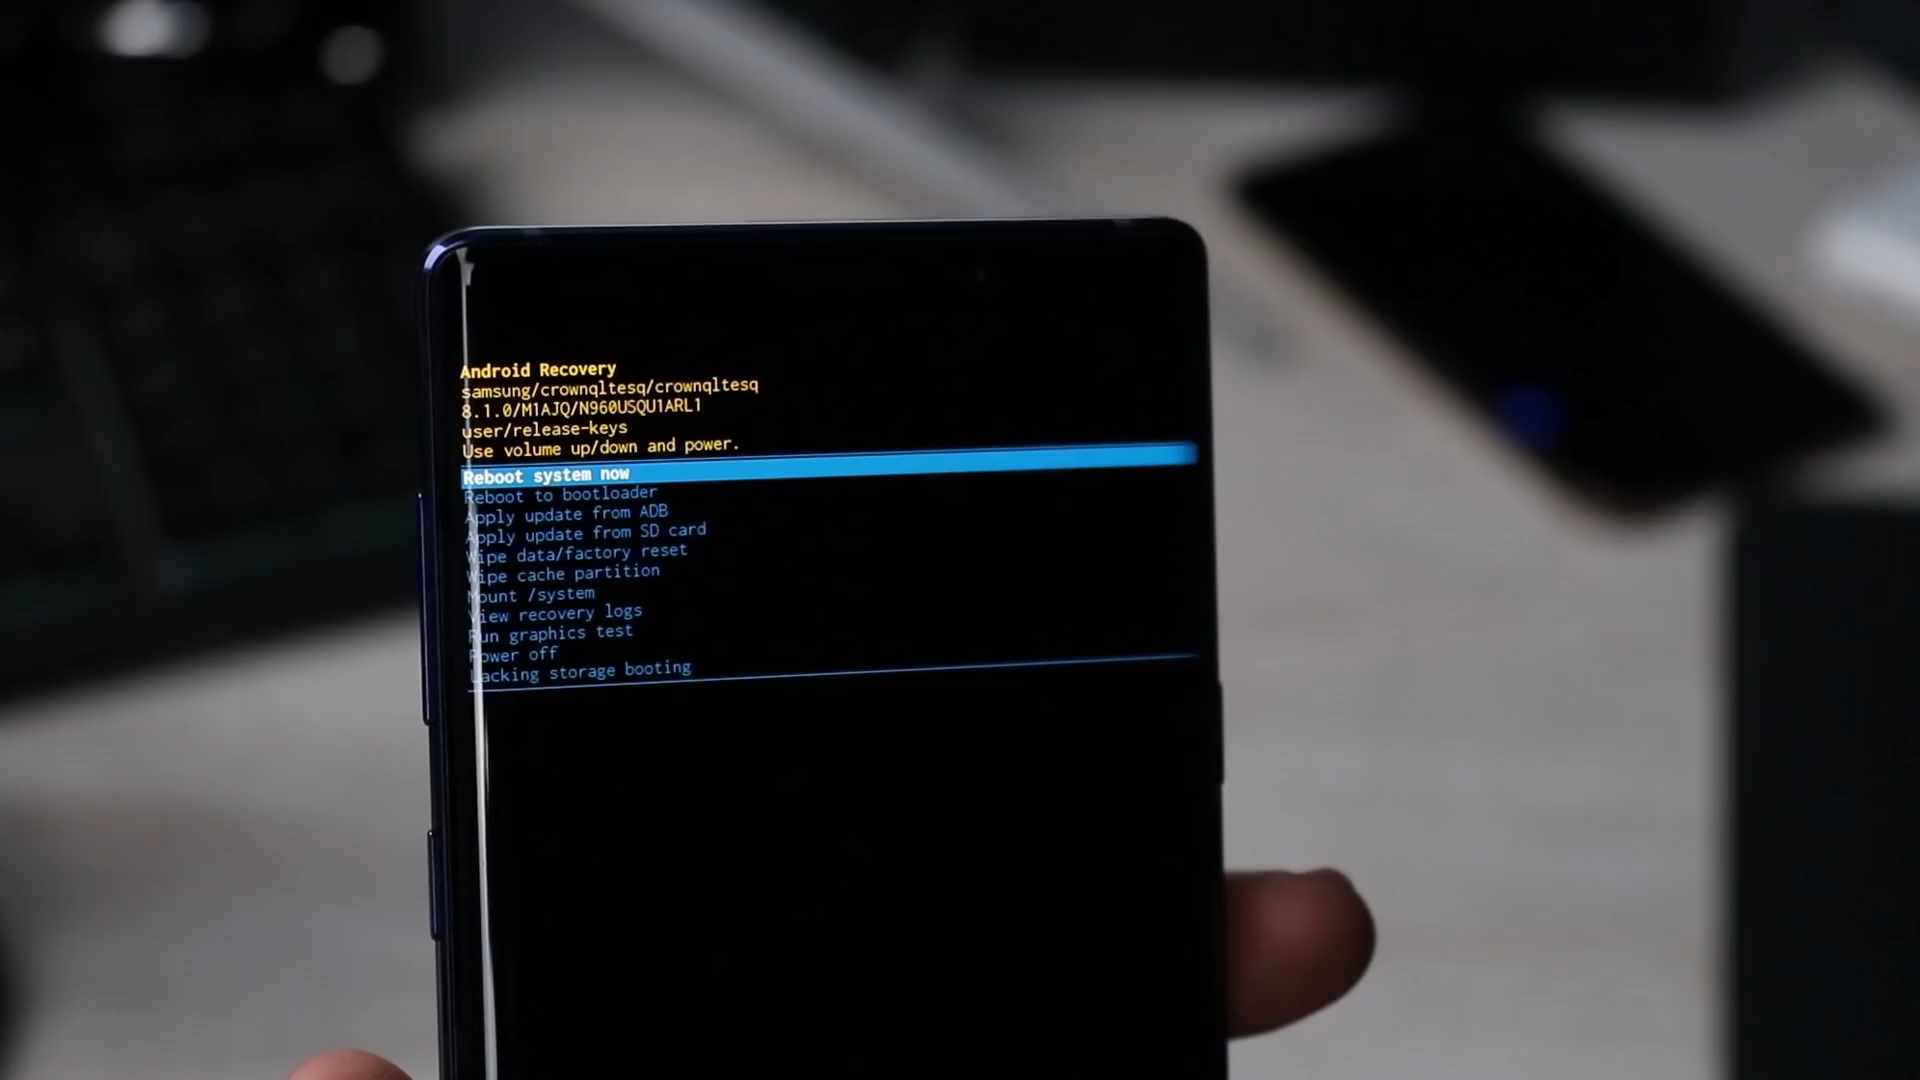 Android Recovery
samsung/crownqltesq/crownqltesq
8.1.0/M1AJQ/N960USQU1ARL1
user/release-keys
Use volume up/down and power.
Reboot system now
Reboot to bootloader
Apply update from ADB
Apply update from SD card
Wipe data/factory reset
Wipe cache partition
Mount /system
View recovery logs
Run graphics test
Power off
Lacking storage booting